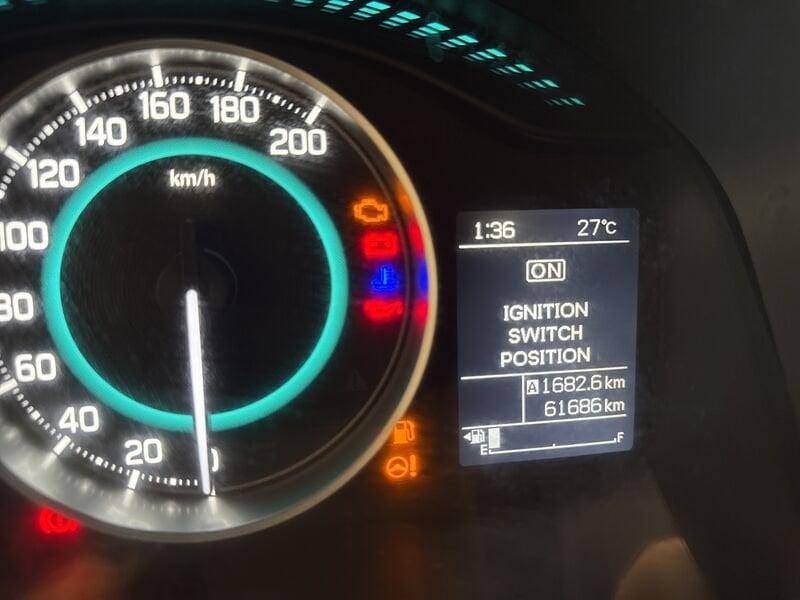 160
180
140
200
120
km/h
100
80
60
40
20
1:36 27°C
ON
IGNITION
SWITCH
POSITION
A 1682.6 km
61686 km
E F